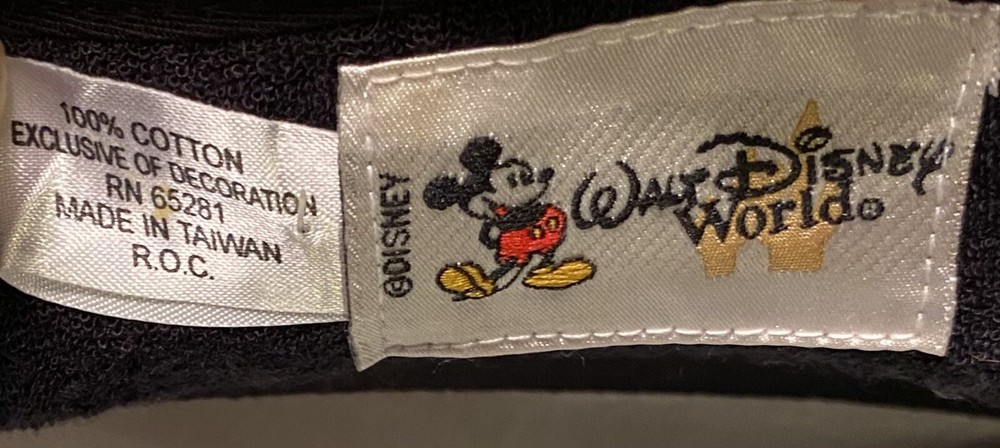 100% COTTON
EXCLUSIVE OF DECORATION
RN 65281
MADE IN TAIWAN
R.O.C.
©DISNEY
WALT DISNEY
World®